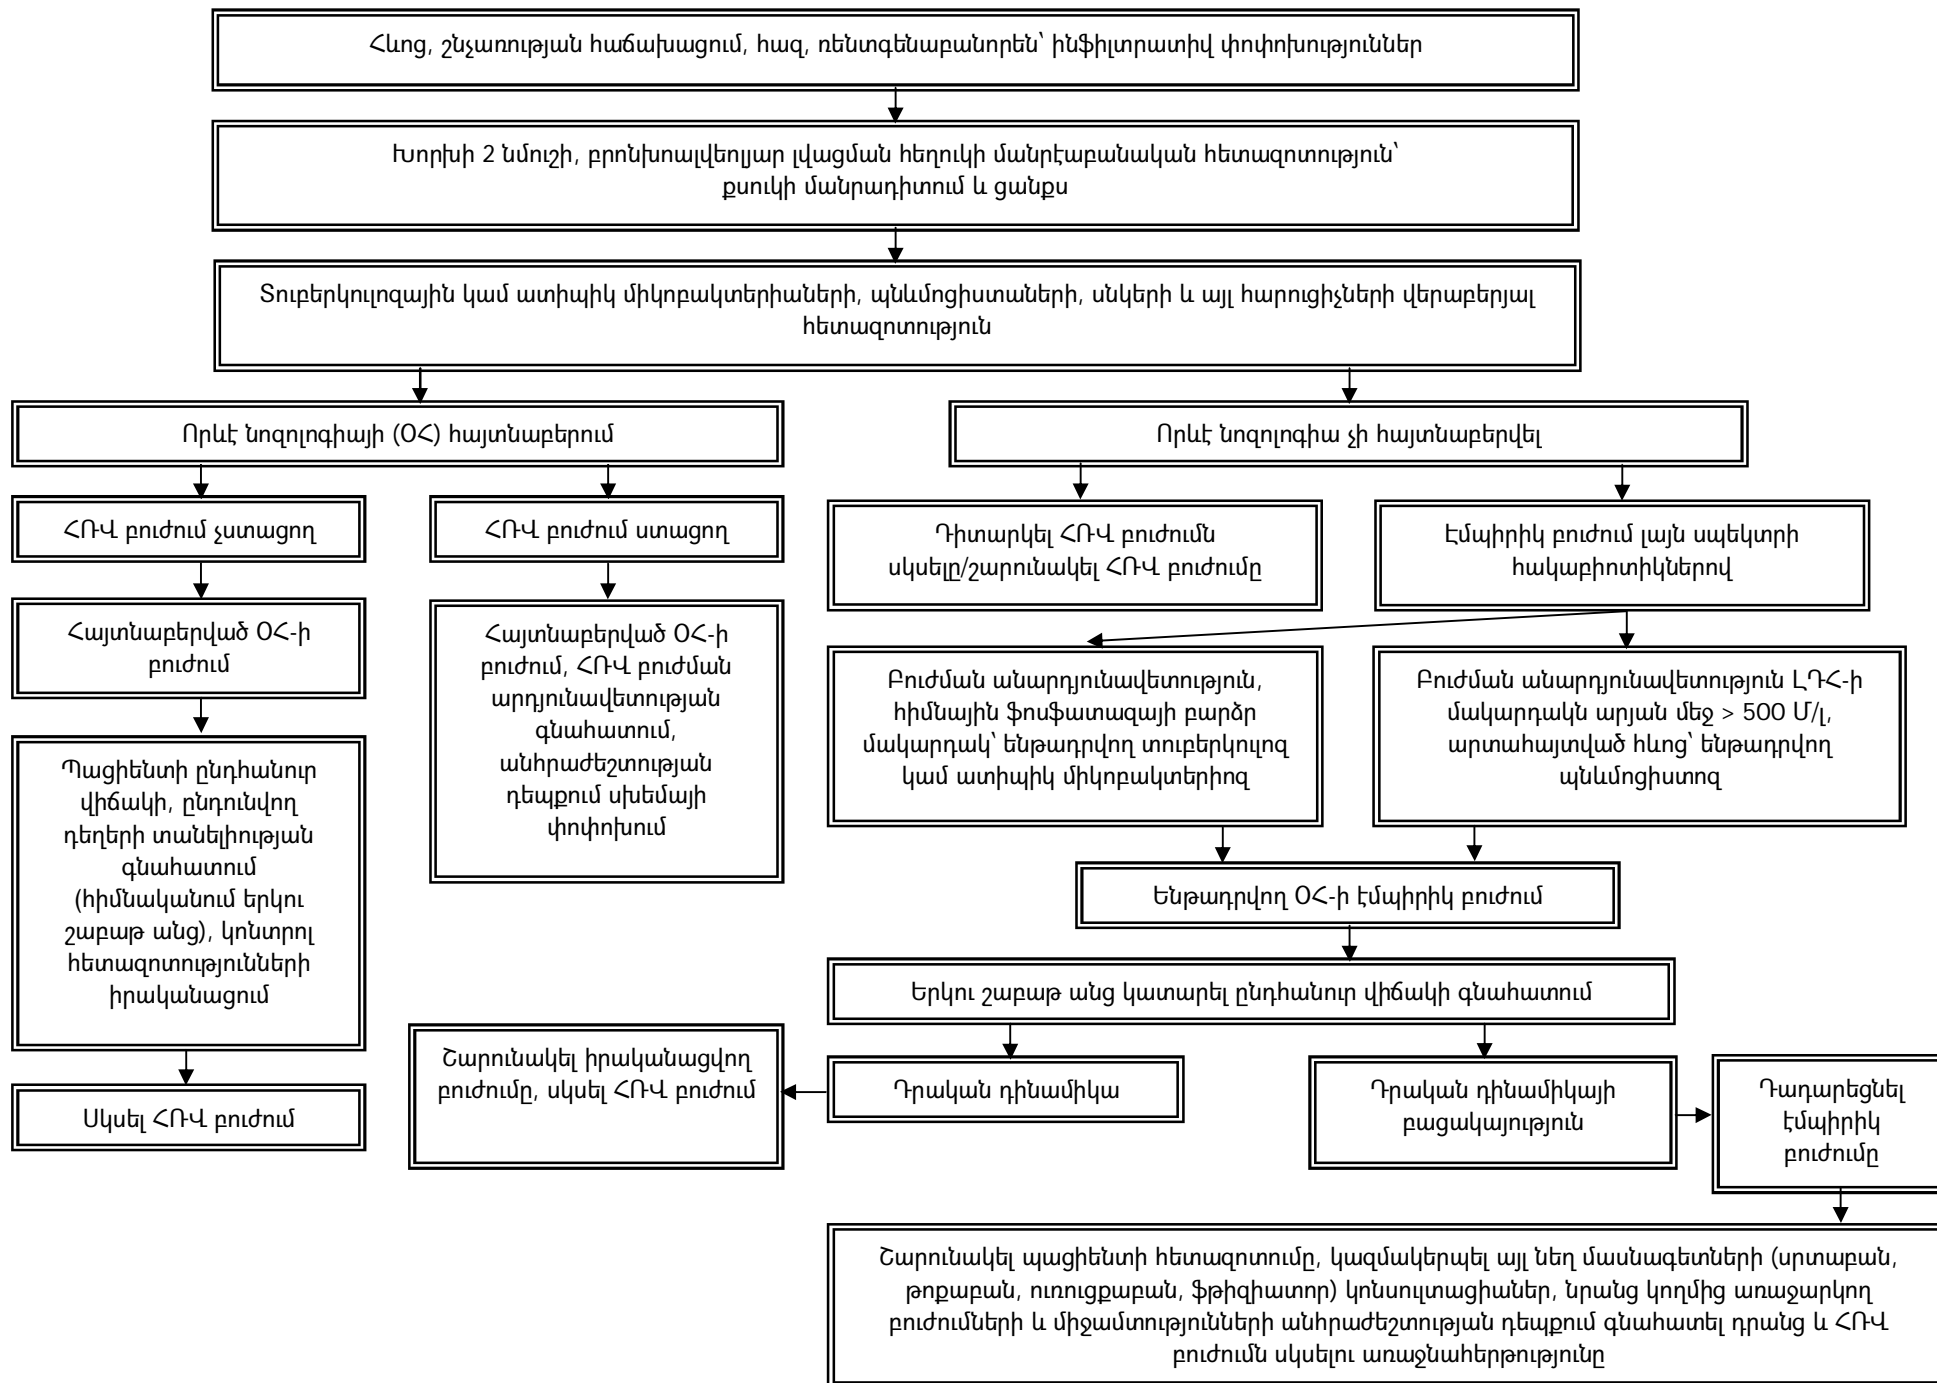 Հևոց, շնչառության հաճախացում, հազ, ռենտգենաբանորեն՝ ինֆիլտրատիվ փոփոխություններ
Խորխի 2 նմուշի, բրոնխոալվեոլյար լվացման հեղուկի մանրէաբանական հետազոտություն՝
քսուկի մանրադիտում և ցանքս
Տուբերկուլոզային կամ ատիպիկ միկոբակտերիաների, պնևմոցիստաների, սնկերի և այլ հարուցիչների վերաբերյալ
հետազոտություն
Որևէ նոզոլոգիայի (ՕՀ) հայտնաբերում
Որևէ նոզոլոգիա չի հայտնաբերվել
ՀՌՎ բուժում չստացող
ՀՌՎ բուժում ստացող
Դիտարկել ՀՌՎ բուժումն
սկսելը/շարունակել ՀՌՎ բուժումը
Էմպիրիկ բուժում լայն սպեկտրի
հակաբիոտիկներով
Հայտնաբերված ՕՀ-ի
բուժում
Հայտնաբերված ՕՀ-ի
բուժում, ՀՌՎ բուժման
արդյունավետության
գնահատում,
անհրաժեշտության
դեպքում սխեմայի
փոփոխում
Բուժման անարդյունավետություն,
հիմնային ֆոսֆատազայի բարձր
մակարդակ՝ ենթադրվող տուբերկուլոզ
կամ ատիպիկ միկոբակտերիոզ
Բուժման անարդյունավետություն ԼԴՀ-ի
մակարդակն արյան մեջ > 500 Մ/լ,
արտահայտված հևոց՝ ենթադրվող
պնևմոցիստոզ
Պացիենտի ընդհանուր
վիճակի, ընդունվող
դեղերի տանելիության
գնահատում
(հիմնականում երկու
շաբաթ անց), կոնտրոլ
հետազոտությունների
իրականացում
Ենթադրվող ՕՀ-ի էմպիրիկ բուժում
Երկու շաբաթ անց կատարել ընդհանուր վիճակի գնահատում
Սկսել ՀՌՎ բուժում
Շարունակել իրականացվող
բուժումը, սկսել ՀՌՎ բուժում
Դրական դինամիկա
Դրական դինամիկայի
բացակայություն
Դադարեցնել
էմպիրիկ
բուժումը
Շարունակել պացիենտի հետազոտումը, կազմակերպել այլ նեղ մասնագետների (սրտաբան,
թոքաբան, ուռուցքաբան, ֆթիզիատոր) կոնսուլտացիաներ, նրանց կողմից առաջարկող
բուժումների և միջամտությունների անհրաժեշտության դեպքում գնահատել դրանց և ՀՌՎ
բուժումն սկսելու առաջնահերթությունը